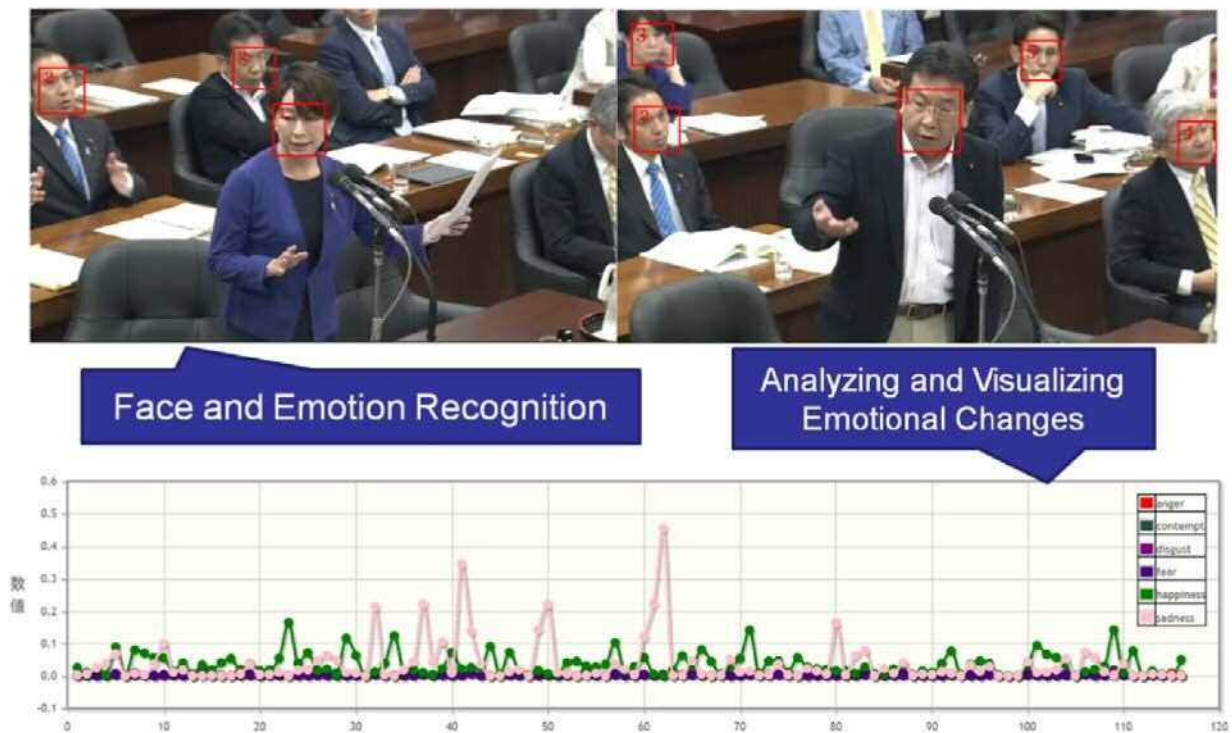 Face and Emotion Recognition
Analyzing and Visualizing
Emotional Changes
0.6
0.5
0.4
0.3
0.2
0.1
0.0
-0.1
数値
anger
contempt
disgust
fear
happiness
sadness
0 10 20 30 40 50 60 70 80 90 100 110 120